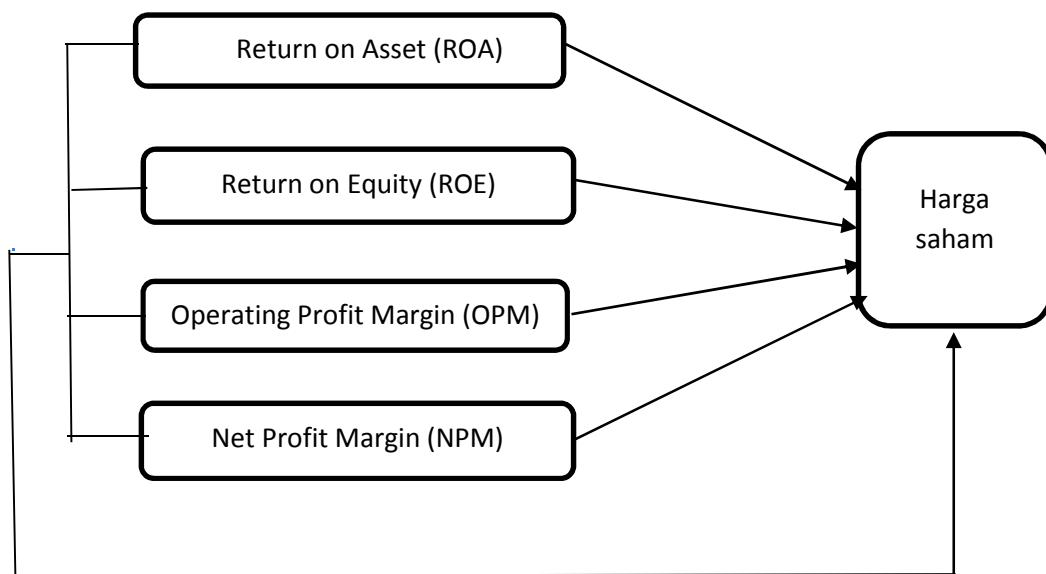 Return on Asset (ROA)
Return on Equity (ROE)
Operating Profit Margin (OPM)
Net Profit Margin (NPM)
Harga
saham